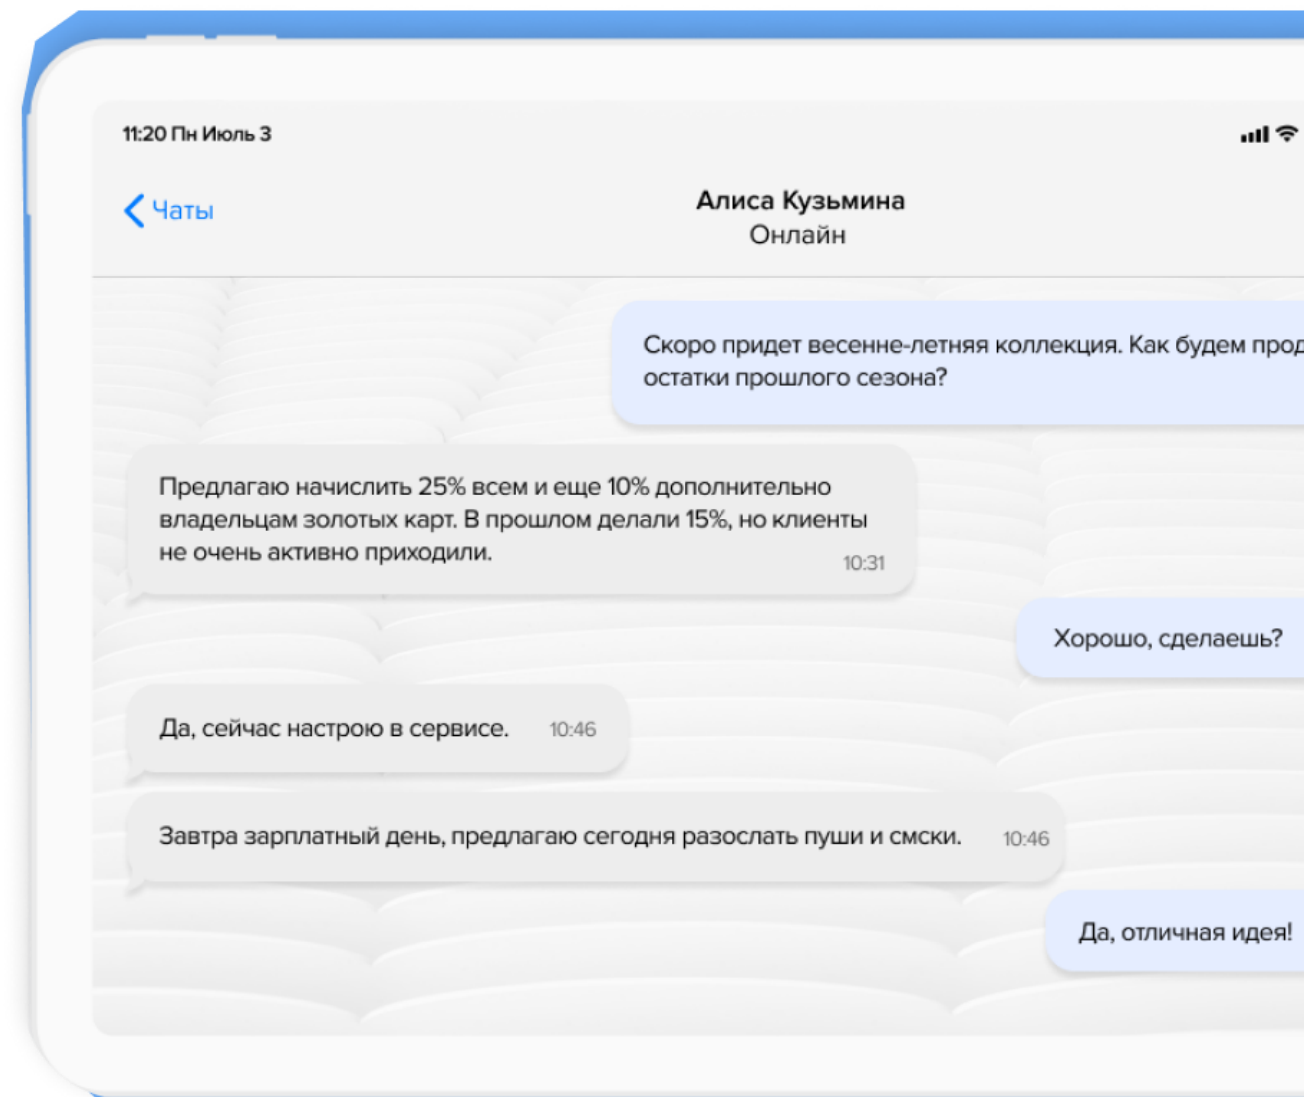 11:20 Пн Июль 3
Чаты
Алиса Кузьмина
Онлайн
Скоро придет весенне-летняя коллекция. Как будем прод
остатки прошлого сезона?
Предлагаю начислить 25% всем и еще 10% дополнительно
владельцам золотых карт. В прошлом делали 15%, но клиенты
не очень активно приходили.
10:31
Хорошо, сделаешь?
Да, сейчас настрою в сервисе. 10:46
Завтра зарплатный день, предлагаю сегодня разослать пуши и смски. 10:46
Да, отличная идея!